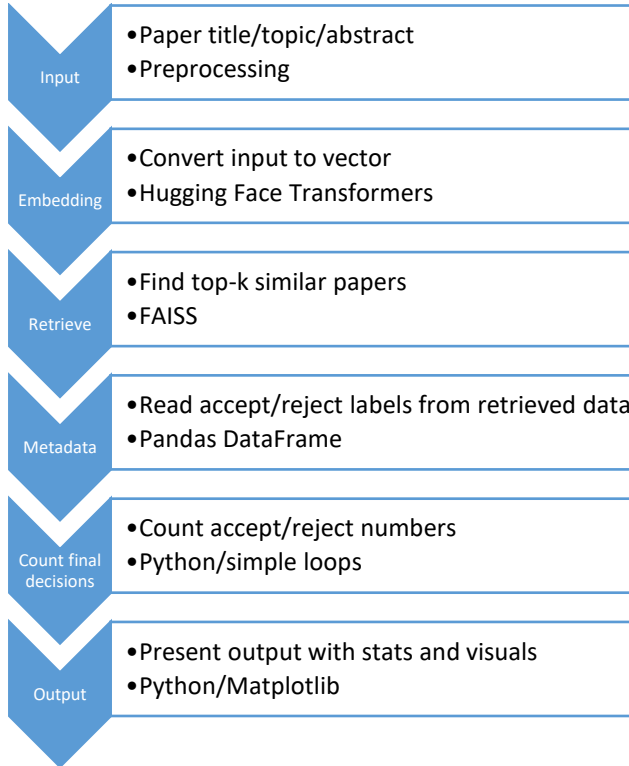 Input
•Paper title/topic/abstract
•Preprocessing
Embedding
•Convert input to vector
•Hugging Face Transformers
Retrieve
•Find top-k similar papers
•FAISS
Metadata
•Read accept/reject labels from retrieved data
•Pandas DataFrame
Count final
decisions
•Count accept/reject numbers
•Python/simple loops
Output
•Present output with stats and visuals
•Python/Matplotlib